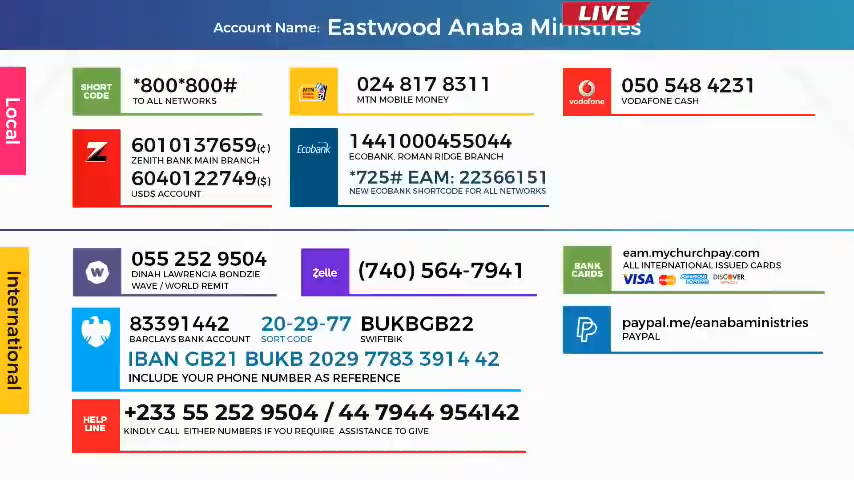 LIVE
Account Name: Eastwood Anaba Ministries
Local
SHORT CODE
*800*800#
TO ALL NETWORKS
024 817 8311
MTN MOBILE MONEY
vodafone
050 548 4231
VODAFONE CASH
6010137659(¢)
ZENITH BANK MAIN BRANCH
6040122749($)
USD$ ACCOUNT
Ecobank
1441000455044
ECOBANK. ROMAN RIDGE BRANCH
*725# EAM: 22366151
NEW ECOBANK SHORTCODE FOR ALL NETWORKS
International
W
055 252 9504
DINAH LAWRENCIA BONDZIE
WAVE / WORLD REMIT
Zelle
(740) 564-7941
BANK CARDS
eam.mychurchpay.com
ALL INTERNATIONAL ISSUED CARDS
VISA
AMERICAN EXPRESS
DISCOVER
83391442 20-29-77 BUKBGB22
BARCLAYS BANK ACCOUNT SORT CODE SWIFTBIK
IBAN GB21 BUKB 2029 7783 3914 42
INCLUDE YOUR PHONE NUMBER AS REFERENCE
paypal.me/eanabaministries
PAYPAL
HELP LINE
+233 55 252 9504 / 44 7944 954142
KINDLY CALL EITHER NUMBERS IF YOU REQUIRE ASSISTANCE TO GIVE